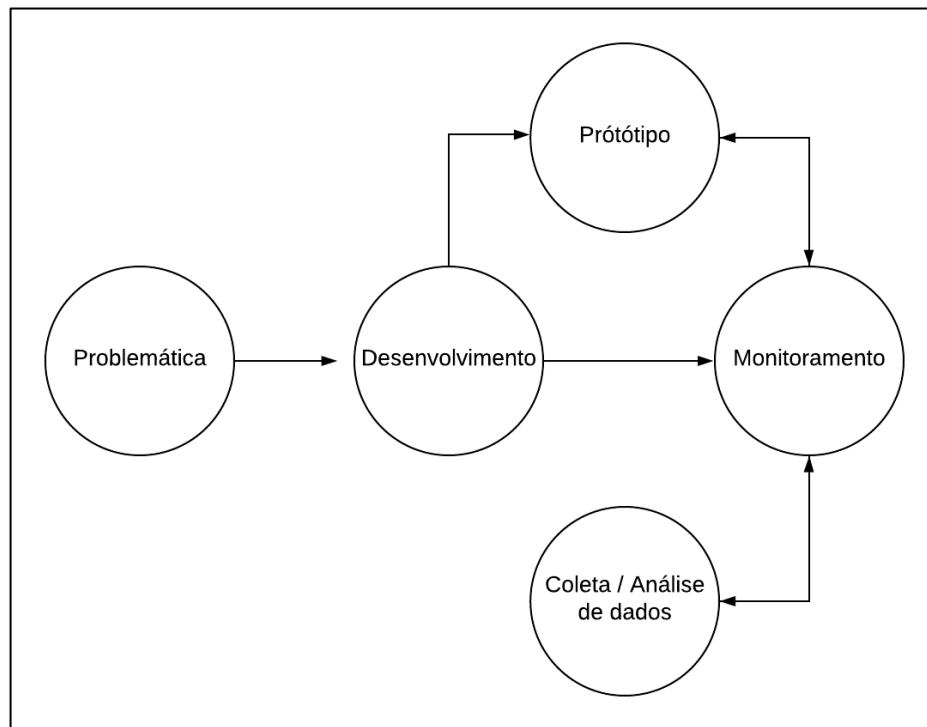 Prótótipo
Problemática
Desenvolvimento
Monitoramento
Coleta / Análise
de dados